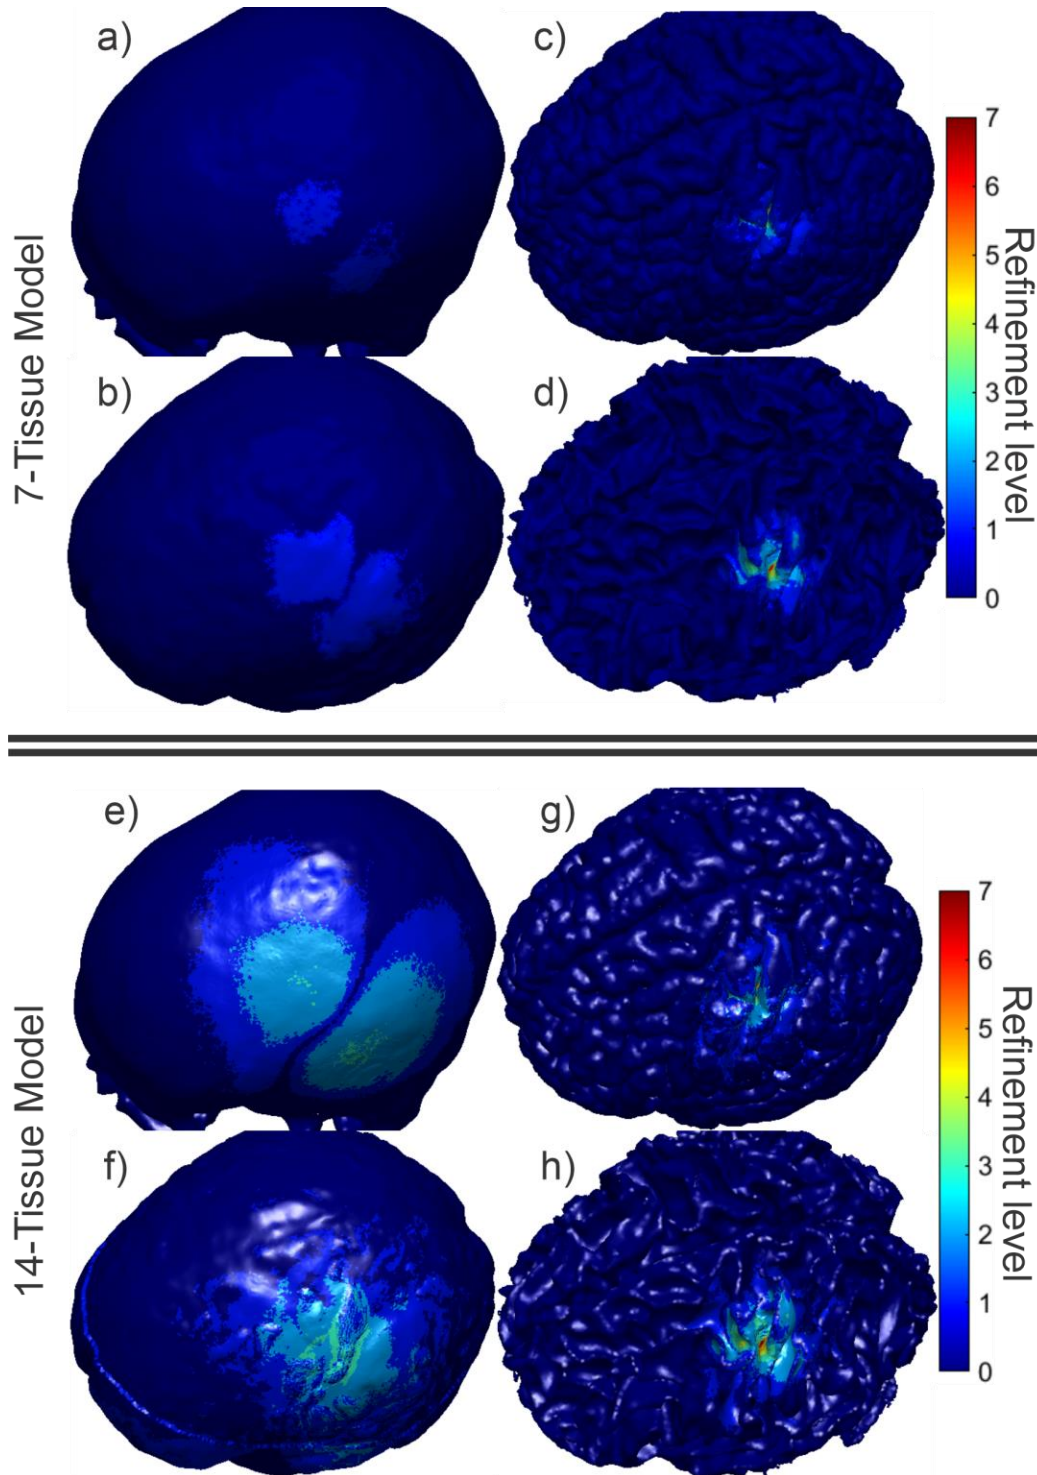 a)
c)
7-Tissue Model
b)
d)
7
6
5
4
3
2
1
0
Refinement level
e)
g)
14-Tissue Model
f)
h)
7
6
5
4
3
2
1
0
Refinement level